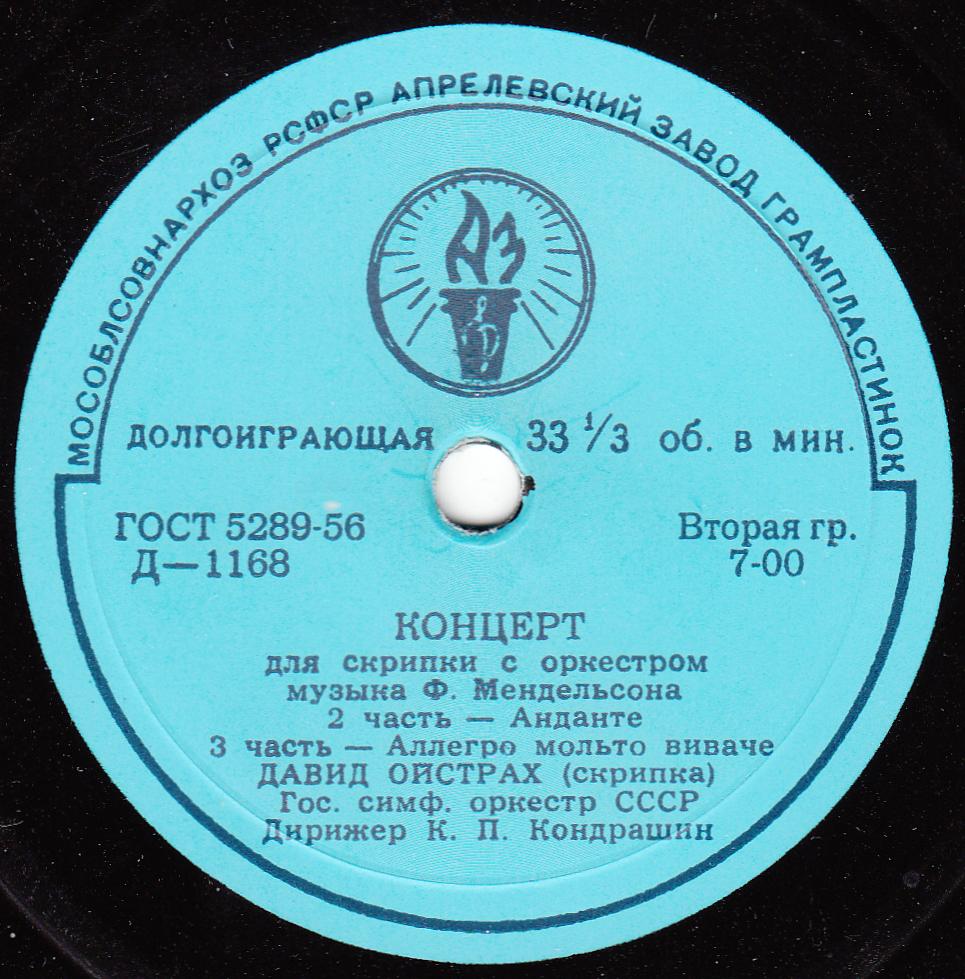 МОСОБЛСОВНАРХОЗ РСФСР АПРЕЛЕВСКИЙ ЗАВОД ГРАМПЛАСТИНОК
АЗ
ДОЛГОИГРАЮЩАЯ 33 1/3 об. в мин.
ГОСТ 5289-56
Д—1168
Вторая гр.
7-00
КОНЦЕРТ
для скрипки с оркестром
музыка Ф. Мендельсона
2 часть — Анданте
3 часть — Аллегро мольто виваче
ДАВИД ОЙСТРАХ (скрипка)
Гос. симф. оркестр СССР
Дирижер К. П. Кондрашин